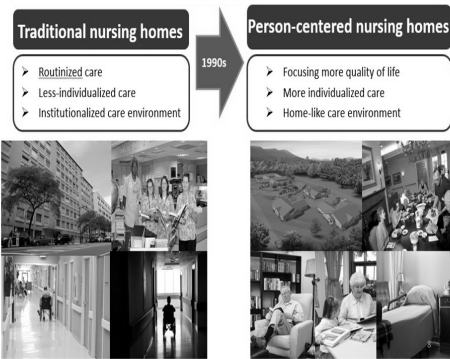 Traditional nursing homes
➢ Routinized care
➢ Less-individualized care
➢ Institutionalized care environment
1990s
Person-centered nursing homes
➢ Focusing more quality of life
➢ More individualized care
➢ Home-like care environment
8